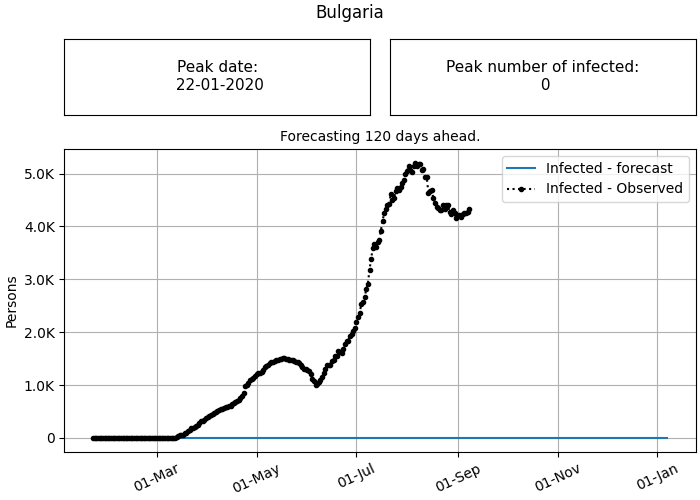 Bulgaria
Peak date:
22-01-2020
Peak number of infected:
0
Forecasting 120 days ahead.
Infected - forecast
Infected - Observed
5.0K
4.0K
3.0K
2.0K
1.0K
0
Persons
01-Mar
01-May
01-Jul
01-Sep
01-Nov
01-Jan